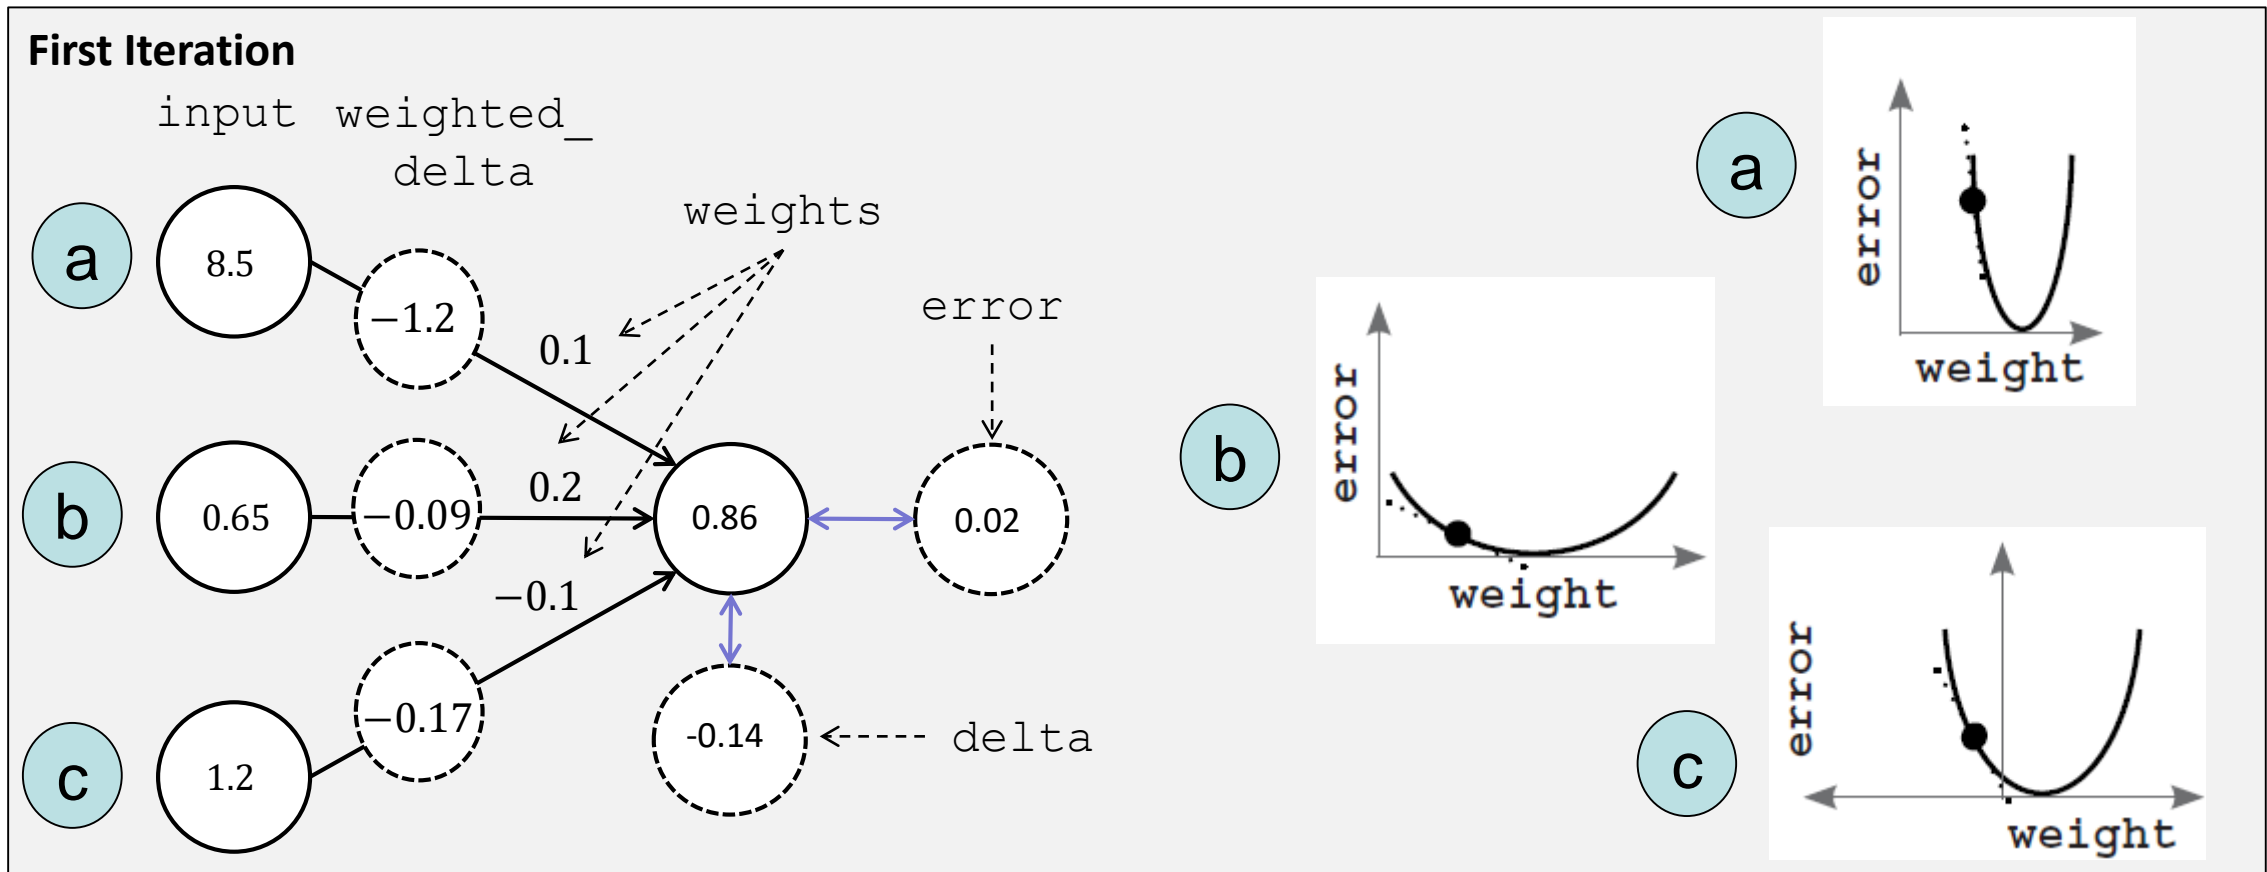 First Iteration
input
weighted_
delta
weights
error
a
8.5
−1.2
0.1
b
0.65
−0.09
0.2
0.86
0.02
c
1.2
−0.17
−0.1
-0.14
delta
a
error
weight
b
error
weight
c
error
weight